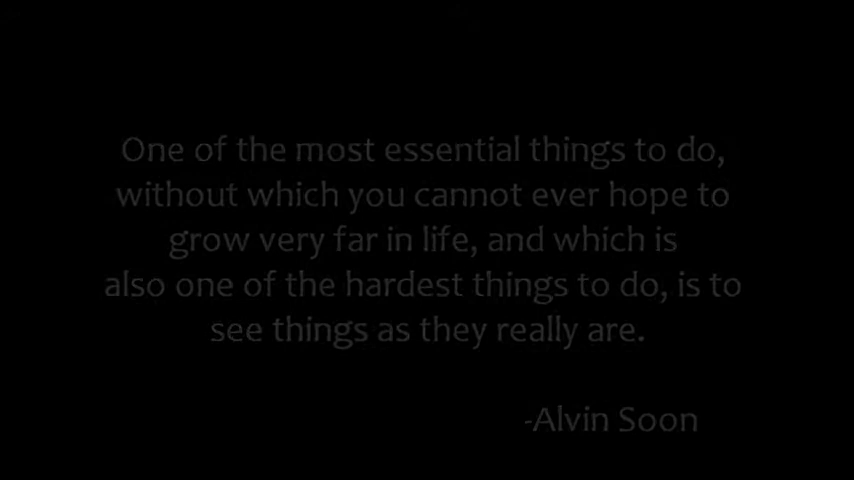 One of the most essential things to do,
without which you cannot ever hope to
grow very far in life, and which is
also one of the hardest things to do, is to
see things as they really are.
-Alvin Soon